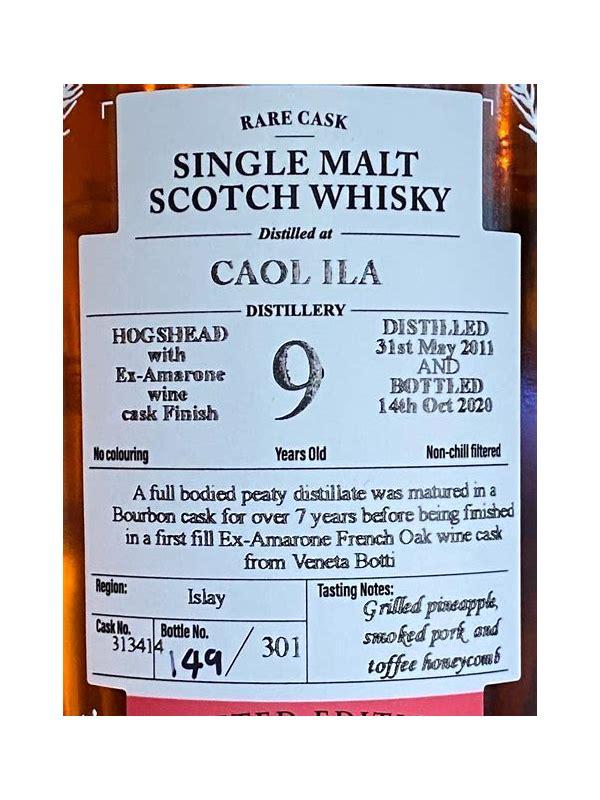 RARE CASK
SINGLE MALT
SCOTCH WHISKY
Distilled at
CAOL ILA
DISTILLERY
HOGSHEAD
with
Ex-Amarone
wine
cask Finish
9
DISTILLED
31st May 2011
AND
BOTTLED
14th Oct 2020
No colouring
Years Old
Non-chill filtered
A full bodied peaty distillate was matured in a
Bourbon cask for over 7 years before being finished
in a first fill Ex-Amarone French Oak wine cask
from Veneta Botti
Region:
Islay
Cask No.
313414
Bottle No.
149/301
Tasting Notes:
Grilled pineapple,
smoked pork and
toffee honeycomb